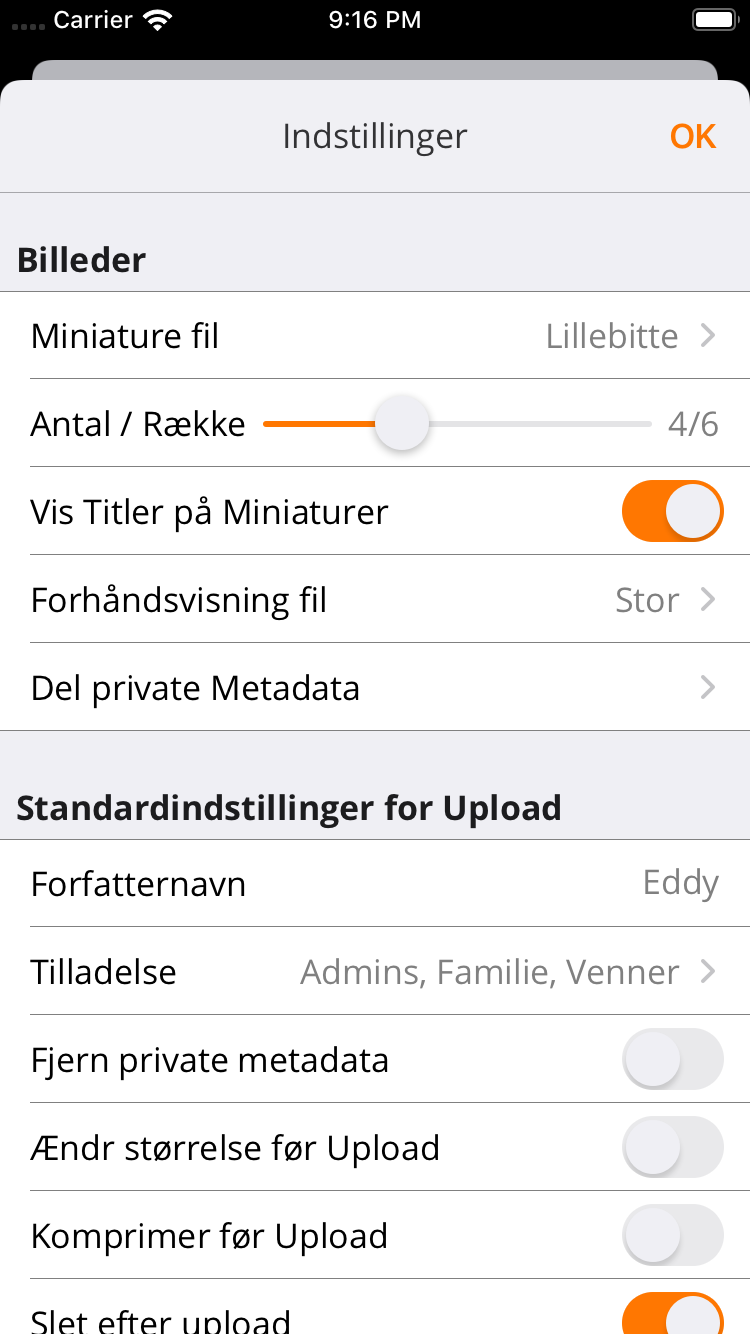 Carrier 9:16 PM
Indstillinger OK
Billeder
Miniature fil Lillebitte
Antal / Række 4/6
Vis Titler på Miniaturer
Forhåndsvisning fil Stor
Del private Metadata
Standardindstillinger for Upload
Forfatternavn Eddy
Tilladelse Admins, Familie, Venner
Fjern private metadata
Ændr størrelse før Upload
Komprimer før Upload
Slet efter upload